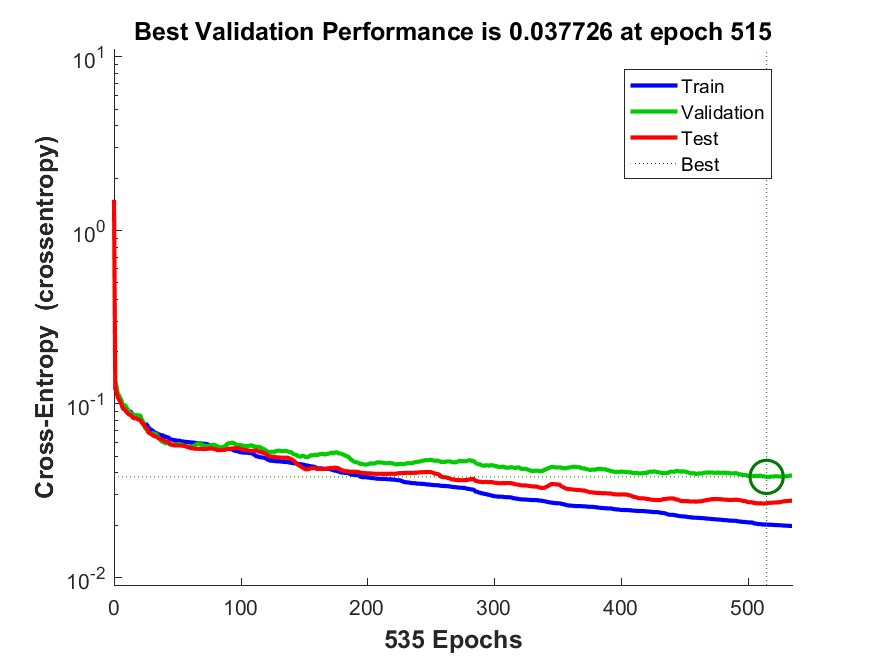 Best Validation Performance is 0.037726 at epoch 515
Train
Validation
Test
Best
Cross-Entropy (crossentropy)
10^1
10^0
10^-1
10^-2
0 100 200 300 400 500
535 Epochs